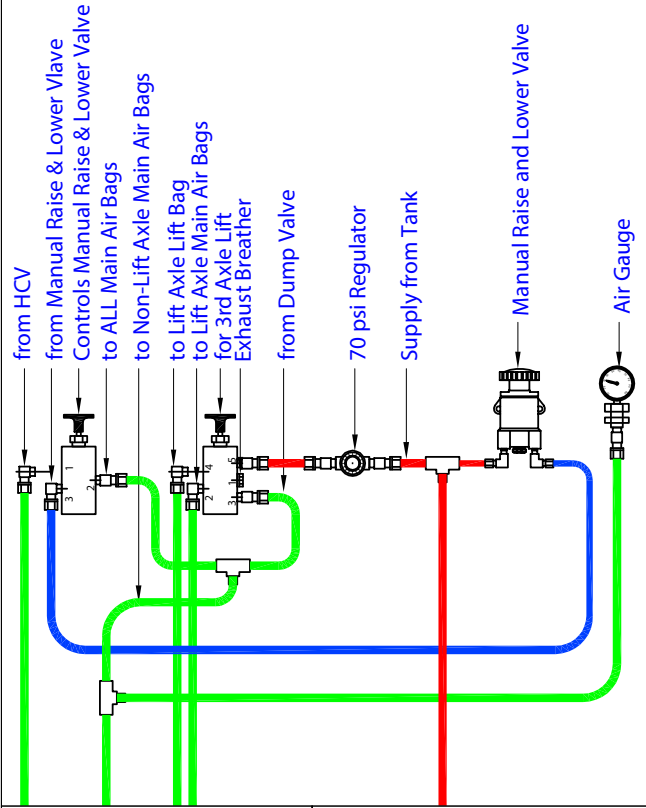 from HCV
from Manual Raise & Lower Vlave
Controls Manual Raise & Lower Valve
to ALL Main Air Bags
to Non-Lift Axle Main Air Bags
to Lift Axle Lift Bag
to Lift Axle Main Air Bags
for 3rd Axle Lift
Exhaust Breather
from Dump Valve
70 psi Regulator
Supply from Tank
Manual Raise and Lower Valve
Air Gauge
3
1
2
2
4
3
1
5